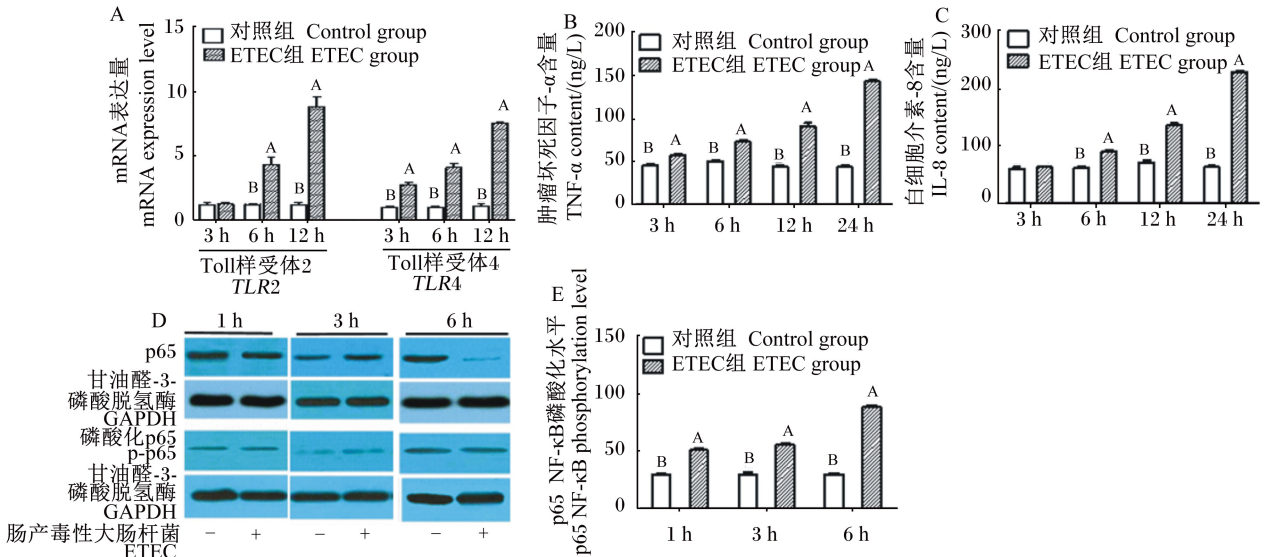 A
mRNA表达量
mRNA expression level
15
10
5
0
对照组 Control group
ETEC组 ETEC group
B
A
B
A
B
A
B
A
B
A
3 h
6 h
12 h
3 h
6 h
12 h
Toll样受体2
TLR2
Toll样受体4
TLR4
B
肿瘤坏死因子-α含量
TNF-α content/(ng/L)
200
150
100
50
0
对照组 Control group
ETEC组 ETEC group
B
A
B
A
B
A
B
A
3 h
6 h
12 h
24 h
C
白细胞介素-8含量
IL-8 content/(ng/L)
300
200
100
0
对照组 Control group
ETEC组 ETEC group
B
A
B
A
B
A
3 h
6 h
12 h
24 h
D
1 h
3 h
6 h
p65
甘油醛-3-
磷酸脱氢酶
GAPDH
磷酸化p65
p-p65
甘油醛-3-
磷酸脱氢酶
GAPDH
肠产毒性大肠杆菌
ETEC
− + − + − +
E
p65 NF-κB磷酸化水平
p65 NF-κB phosphorylation level
150
100
50
0
对照组 Control group
ETEC组 ETEC group
B
A
B
A
B
A
1 h
3 h
6 h